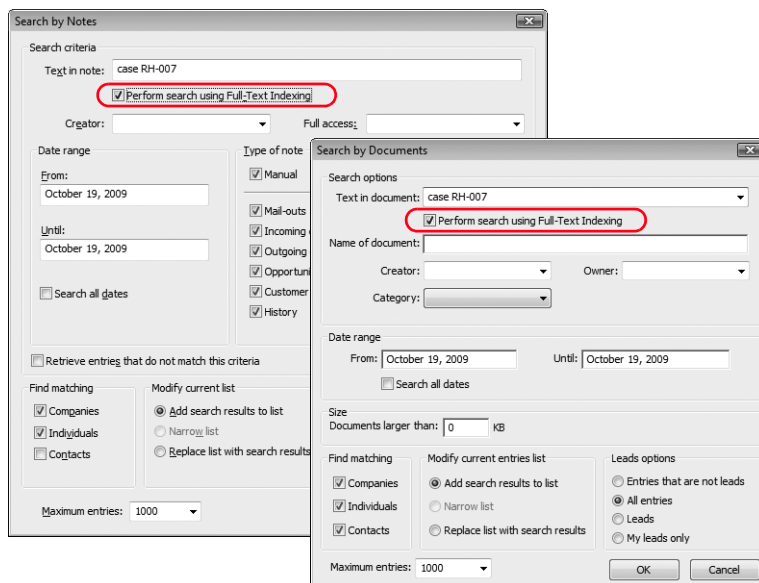 Search by Notes
Search criteria
Text in note: case RH-007
Perform search using Full-Text Indexing
Creator: Full access:
Date range
From:
October 19, 2009
Until:
October 19, 2009
Search all dates
Type of note
Manual
Mail-outs
Incoming
Outgoing
Opportuni
Customer
History
Retrieve entries that do not match this criteria
Find matching
Companies
Individuals
Contacts
Modify current list
Add search results to list
Narrow list
Replace list with search results
Maximum entries: 1000
Search by Documents
Search options
Text in document: case RH-007
Perform search using Full-Text Indexing
Name of document:
Creator: Owner:
Category:
Date range
From: October 19, 2009 Until: October 19, 2009
Search all dates
Size
Documents larger than: 0 KB
Find matching
Companies
Individuals
Contacts
Modify current entries list
Add search results to list
Narrow list
Replace list with search results
Leads options
Entries that are not leads
All entries
Leads
My leads only
Maximum entries: 1000
OK Cancel